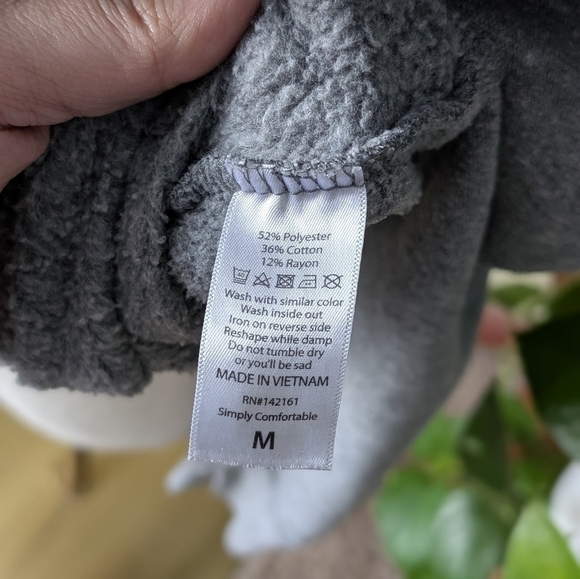 52% Polyester
36% Cotton
12% Rayon
40
Wash with similar color
Wash inside out
Iron on reverse side
Reshape while damp
Do not tumble dry
or you'll be sad
MADE IN VIETNAM
RN#142161
Simply Comfortable
M